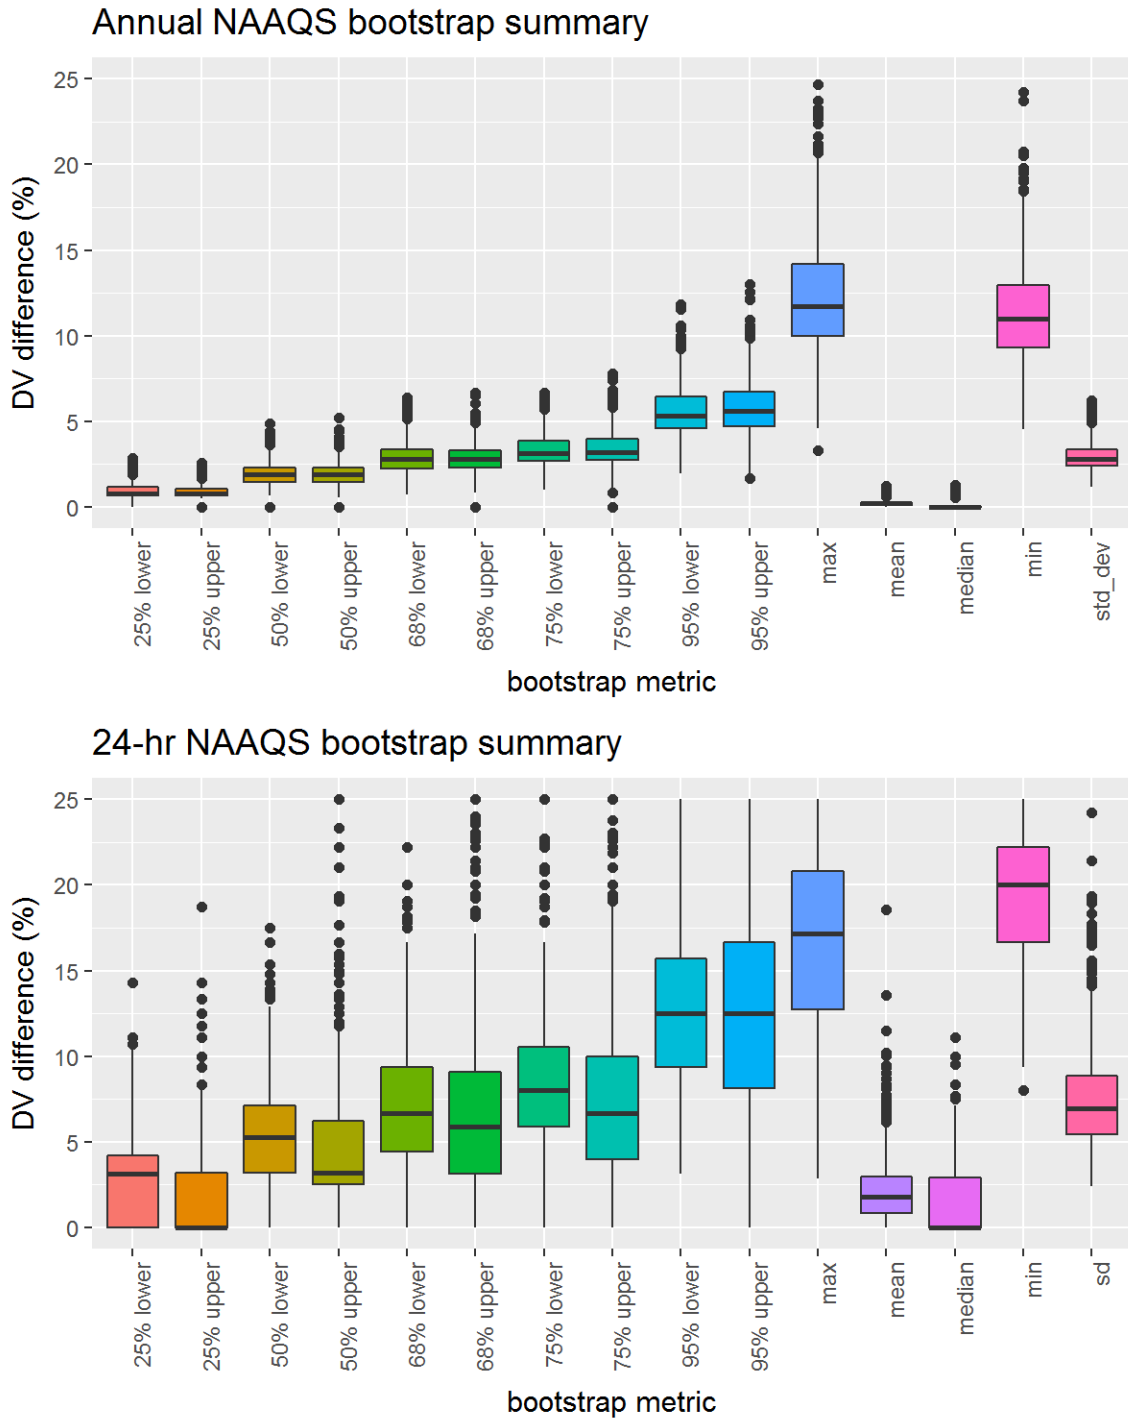 Annual NAAQS bootstrap summary
25
20
15
10
5
0
DV difference (%)
25% lower
25% upper
50% lower
50% upper
68% lower
68% upper
75% lower
75% upper
95% lower
95% upper
max
mean
median
min
std_dev
bootstrap metric
24-hr NAAQS bootstrap summary
25
20
15
10
5
0
DV difference (%)
25% lower
25% upper
50% lower
50% upper
68% lower
68% upper
75% lower
75% upper
95% lower
95% upper
max
mean
median
min
sd
bootstrap metric